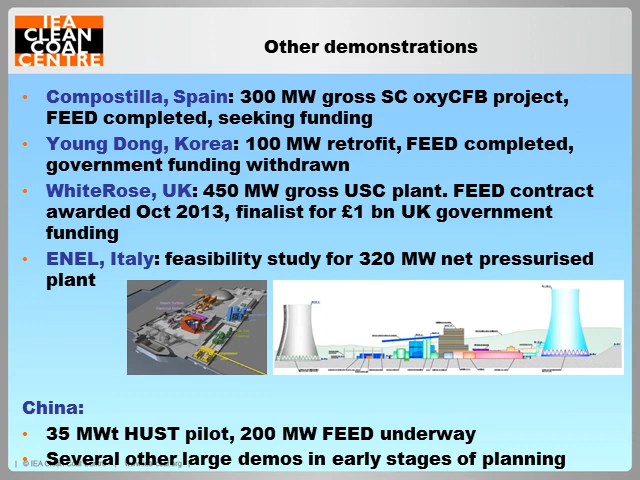 IEA
CLEAN
COAL
CENTRE
Other demonstrations
• Compostilla, Spain: 300 MW gross SC oxyCFB project,
FEED completed, seeking funding
• Young Dong, Korea: 100 MW retrofit, FEED completed,
government funding withdrawn
• WhiteRose, UK: 450 MW gross USC plant. FEED contract
awarded Oct 2013, finalist for £1 bn UK government
funding
• ENEL, Italy: feasibility study for 320 MW net pressurised
plant
China:
• 35 MWt HUST pilot, 200 MW FEED underway
• Several other large demos in early stages of planning